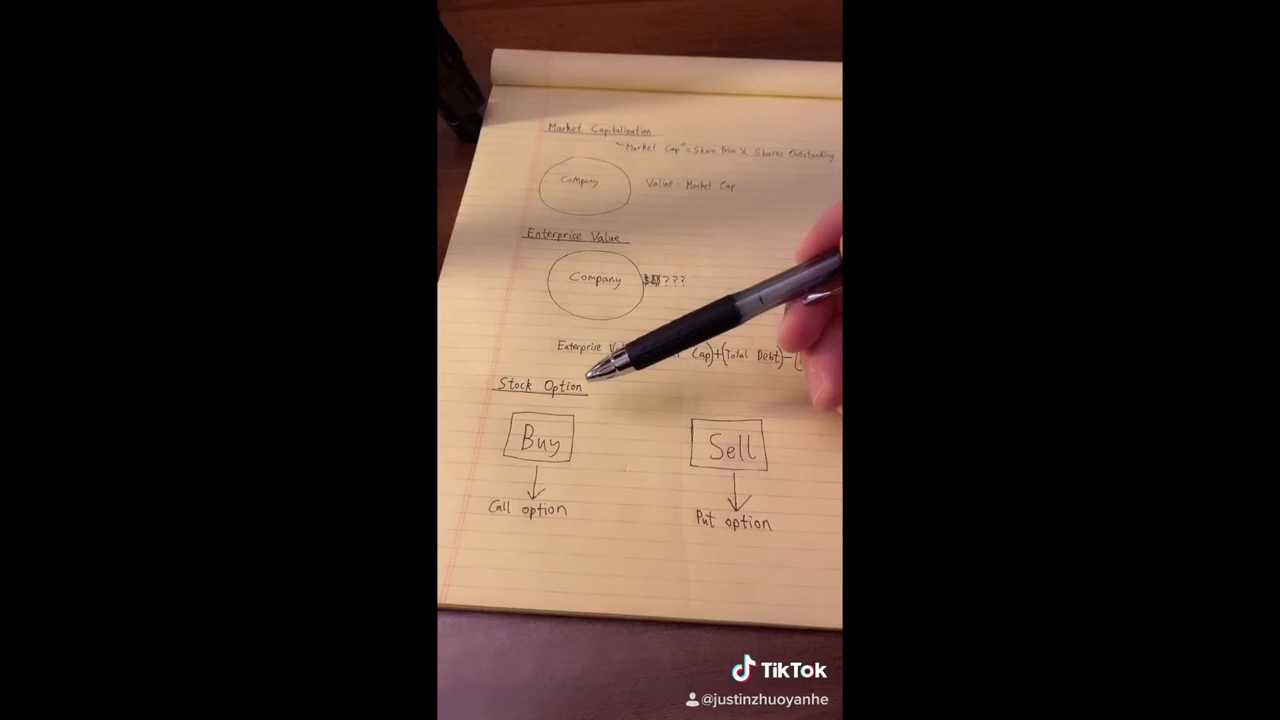 Market Capitalization
"Market Cap" = Share Price X Shares Outstanding
Company
Value = Market Cap
Enterprise Value
Company
???
Enterprise Cap)+(Total Debt)-(
Stock Option
Buy
Sell
Call option
Put option
TikTok
@justinzhuoyanhe